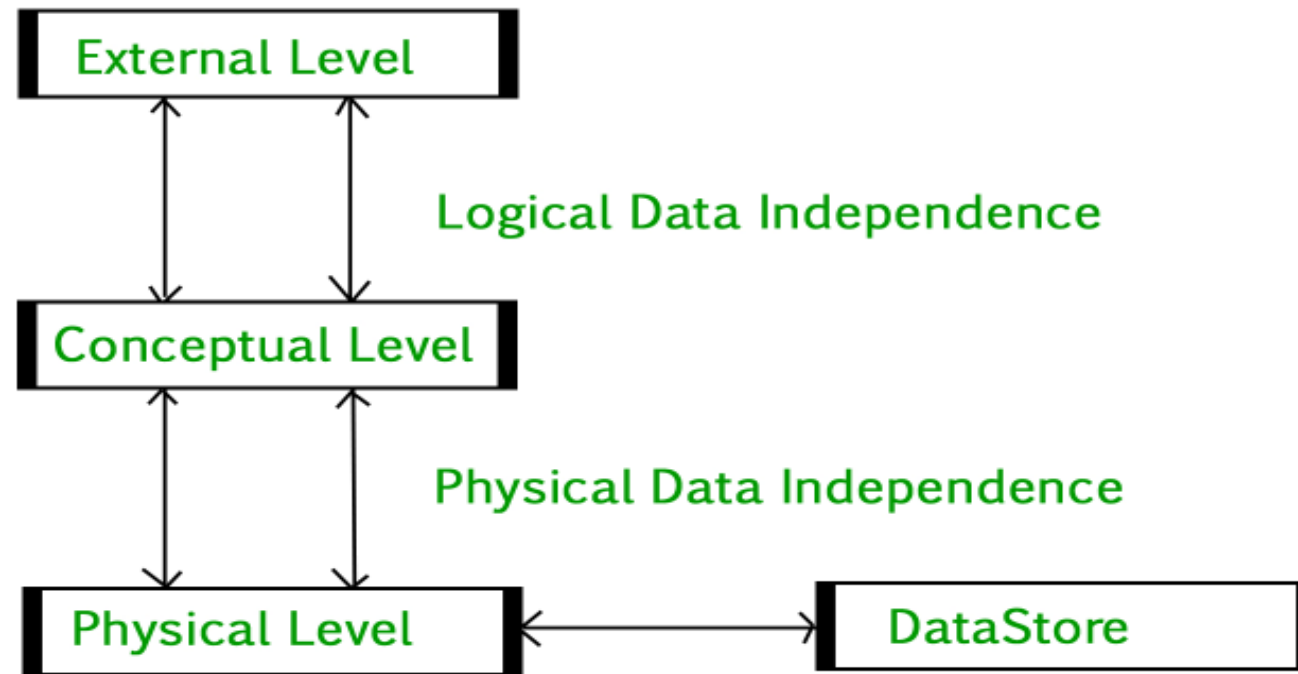 External Level
Logical Data Independence
Conceptual Level
Physical Data Independence
Physical Level
DataStore